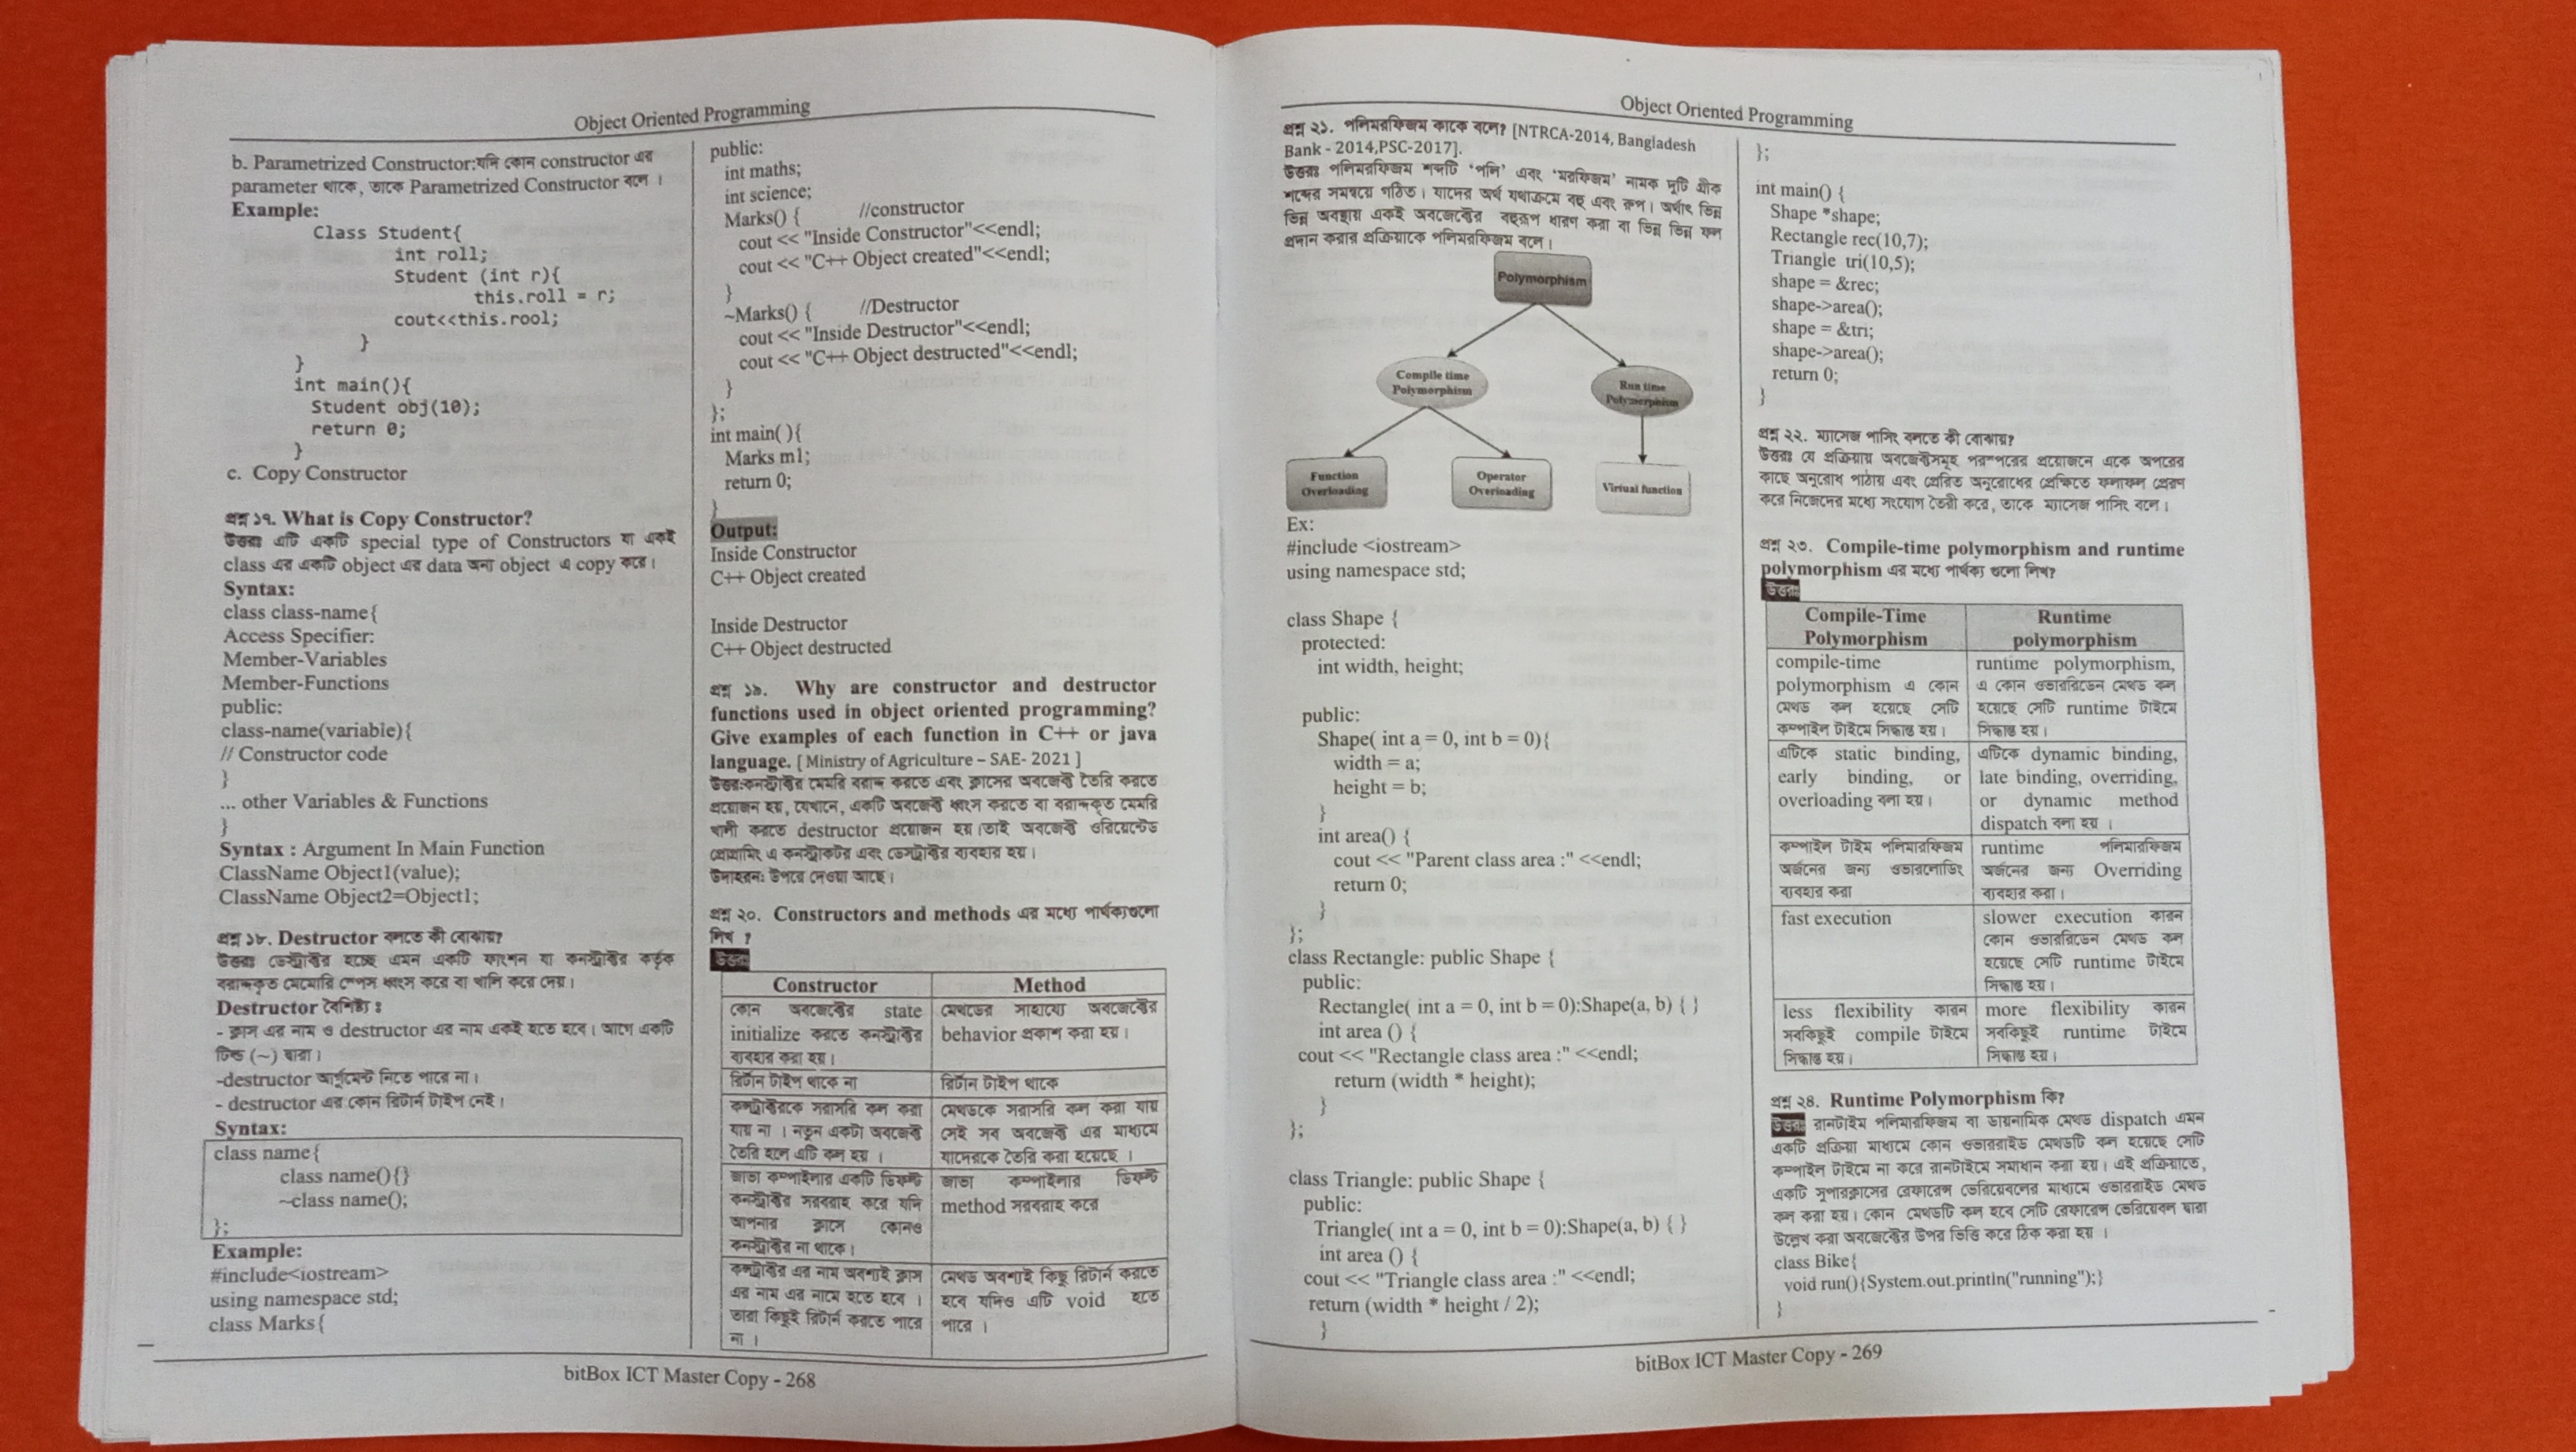 Object Oriented Programming
b. Parametrized Constructor:যদি কোন constructor এর
parameter থাকে, তাকে Parametrized Constructor বলে ।
Example:
Class Student{
int roll;
Student (int r){
this.roll = r;
cout<<this.rool;
}
}
int main(){
Student obj(10);
return 0;
}
c. Copy Constructor
প্রশ্ন ১৭. What is Copy Constructor?
উত্তরঃ এটি একটি special type of Constructors যা একই
class এর একটি object এর data অন্য object এ copy করে।
Syntax:
class class-name{
Access Specifier:
Member-Variables
Member-Functions
public:
class-name(variable){
// Constructor code
}
... other Variables & Functions
}
Syntax : Argument In Main Function
ClassName Object1(value);
ClassName Object2=Object1;
প্রশ্ন ১৮. Destructor বলতে কী বোঝায়?
উত্তরঃ ডেস্ট্রাক্টর হচ্ছে এমন একটি ফাংশন যা কনস্ট্রাক্টর কর্তৃক
বরাদ্দকৃত মেমোরি স্পেস ধ্বংস করে বা খালি করে দেয়।
Destructor বৈশিষ্ট্য ঃ
- ক্লাস এর নাম ও destructor এর নাম একই হতে হবে। আগে একটি
টিল্ড (~) দ্বারা ।
-destructor আর্গুমেন্ট নিতে পারে না ।
- destructor এর কোন রিটার্ন টাইপ নেই।
Syntax:
class name{
class name(){}
~class name();
};
Example:
#include<iostream>
using namespace std;
class Marks{
public:
int maths;
int science;
Marks() { //constructor
cout << "Inside Constructor"<<endl;
cout << "C++ Object created"<<endl;
}
~Marks() { //Destructor
cout << "Inside Destructor"<<endl;
cout << "C++ Object destructed"<<endl;
}
};
int main( ){
Marks m1;
return 0;
}
Output:
Inside Constructor
C++ Object created
Inside Destructor
C++ Object destructed
প্রশ্ন ১৯. Why are constructor and destructor
functions used in object oriented programming?
Give examples of each function in C++ or java
language. [ Ministry of Agriculture – SAE- 2021 ]
উত্তর:কনস্ট্রাক্টর মেমরি বরাদ্দ করতে এবং ক্লাসের অবজেক্ট তৈরি করতে
প্রয়োজন হয়, যেখানে, একটি অবজেক্ট ধ্বংস করতে বা বরাদ্দকৃত মেমরি
খালী করতে destructor প্রয়োজন হয় ।তাই অবজেক্ট ওরিয়েন্টেড
প্রোগ্রামিং এ কনস্ট্রাকটর এবং ডেসট্রাক্টর ব্যবহার হয়।
উদাহরন: উপরে দেওয়া আছে।
প্রশ্ন ২০. Constructors and methods এর মধ্যে পার্থক্যগুলো
লিখ ?
উত্তরঃ
Constructor Method
কোন অবজেক্টের state মেথডের সাহায্যে অবজেক্টের
initialize করতে কনস্ট্রাক্টর behavior প্রকাশ করা হয়।
ব্যবহার করা হয়।
রিটার্ন টাইপ থাকে না রিটার্ন টাইপ থাকে
কন্সট্রাক্টরকে সরাসরি কল করা মেথডকে সরাসরি কল করা যায়
যায় না । নতুন একটা অবজেক্ট সেই সব অবজেক্ট এর মাধ্যমে
তৈরি হলে এটি কল হয় । যাদেরকে তৈরি করা হয়েছে ।
জাভা কম্পাইলার একটি ডিফল্ট জাভা কম্পাইলার ডিফল্ট
কনস্ট্রাক্টর সরবরাহ করে যদি method সরবরাহ করে
আপনার ক্লাসে কোনও
কনস্ট্রাক্টর না থাকে।
কন্সট্রাক্টর এর নাম অবশ্যই ক্লাস মেথড অবশ্যই কিছু রিটার্ন করতে
এর নাম এর নামে হতে হবে । হবে যদিও এটি void হতে
তারা কিছুই রিটার্ন করতে পারে পারে ।
না ।
bitBox ICT Master Copy - 268
Object Oriented Programming
প্রশ্ন ২১. পলিমরফিজম কাকে বলে? [NTRCA-2014, Bangladesh
Bank - 2014,PSC-2017].
উত্তরঃ পলিমরফিজম শব্দটি ‘পলি’ এবং ‘মরফিজম’ নামক দুটি গ্রীক
শব্দের সমন্বয়ে গঠিত। যাদের অর্থ যথাক্রমে বহু এবং রূপ। অর্থাৎ ভিন্ন
ভিন্ন অবস্থায় একই অবজেক্টের বহুরূপ ধারণ করা বা ভিন্ন ভিন্ন ফল
প্রদান করার প্রক্রিয়াকে পলিমরফিজম বলে।
Polymorphism
Compile time
Polymorphism
Run time
Polymorphism
Function
Overloading
Operator
Overloading
Virtual function
Ex:
#include <iostream>
using namespace std;
class Shape {
protected:
int width, height;
public:
Shape( int a = 0, int b = 0){
width = a;
height = b;
}
int area() {
cout << "Parent class area :" <<endl;
return 0;
}
};
class Rectangle: public Shape {
public:
Rectangle( int a = 0, int b = 0):Shape(a, b) { }
int area () {
cout << "Rectangle class area :" <<endl;
return (width * height);
}
};
class Triangle: public Shape {
public:
Triangle( int a = 0, int b = 0):Shape(a, b) { }
int area () {
cout << "Triangle class area :" <<endl;
return (width * height / 2);
}
};
int main() {
Shape *shape;
Rectangle rec(10,7);
Triangle tri(10,5);
shape = &rec;
shape->area();
shape = &tri;
shape->area();
return 0;
}
প্রশ্ন ২২. ম্যাসেজ পাসিং বলতে কী বোঝায়?
উত্তরঃ যে প্রক্রিয়ায় অবজেক্টসমূহ পরস্পরের প্রয়োজনে একে অপরের
কাছে অনুরোধ পাঠায় এবং প্রেরিত অনুরোধের প্রেক্ষিতে ফলাফল প্রেরণ
করে নিজেদের মধ্যে সংযোগ তৈরী করে, তাকে ম্যাসেজ পাসিং বলে।
প্রশ্ন ২৩. Compile-time polymorphism and runtime
polymorphism এর মধ্যে পার্থক্য গুলো লিখ?
উত্তরঃ
Compile-Time Runtime
Polymorphism polymorphism
compile-time runtime polymorphism,
polymorphism এ কোন এ কোন ওভাররিডেন মেথড কল
মেথড কল হয়েছে সেটি হয়েছে সেটি runtime টাইমে
কম্পাইল টাইমে সিদ্ধান্ত হয়। সিদ্ধান্ত হয়।
এটিকে static binding, এটিকে dynamic binding,
early binding, or late binding, overriding,
overloading বলা হয়। or dynamic method
dispatch বলা হয় ।
কম্পাইল টাইম পলিমারফিজম runtime পলিমারফিজম
অর্জনের জন্য ওভারলোডিং অর্জনের জন্য Overriding
ব্যবহার করা ব্যবহার করা।
fast execution slower execution কারন
কোন ওভাররিডেন মেথড কল
হয়েছে সেটি runtime টাইমে
সিদ্ধান্ত হয়।
less flexibility কারন more flexibility কারন
সবকিছুই compile টাইমে সবকিছুই runtime টাইমে
সিদ্ধান্ত হয়। সিদ্ধান্ত হয়।
প্রশ্ন ২৪. Runtime Polymorphism কি?
উত্তরঃ রানটাইম পলিমারফিজম বা ডায়নামিক মেথড dispatch এমন
একটি প্রক্রিয়া মাধ্যমে কোন ওভাররাইড মেথডটি কল হয়েছে সেটি
কম্পাইল টাইমে না করে রানটাইমে সমাধান করা হয়। এই প্রক্রিয়াতে,
একটি সুপারক্লাসের রেফারেন্স ভেরিয়েবলের মাধ্যমে ওভাররাইড মেথড
কল করা হয়। কোন মেথডটি কল হবে সেটি রেফারেন্স ভেরিয়েবল দ্বারা
উল্লেখ করা অবজেক্টের উপর ভিত্তি করে ঠিক করা হয় ।
class Bike{
void run(){System.out.println("running");}
}
bitBox ICT Master Copy - 269